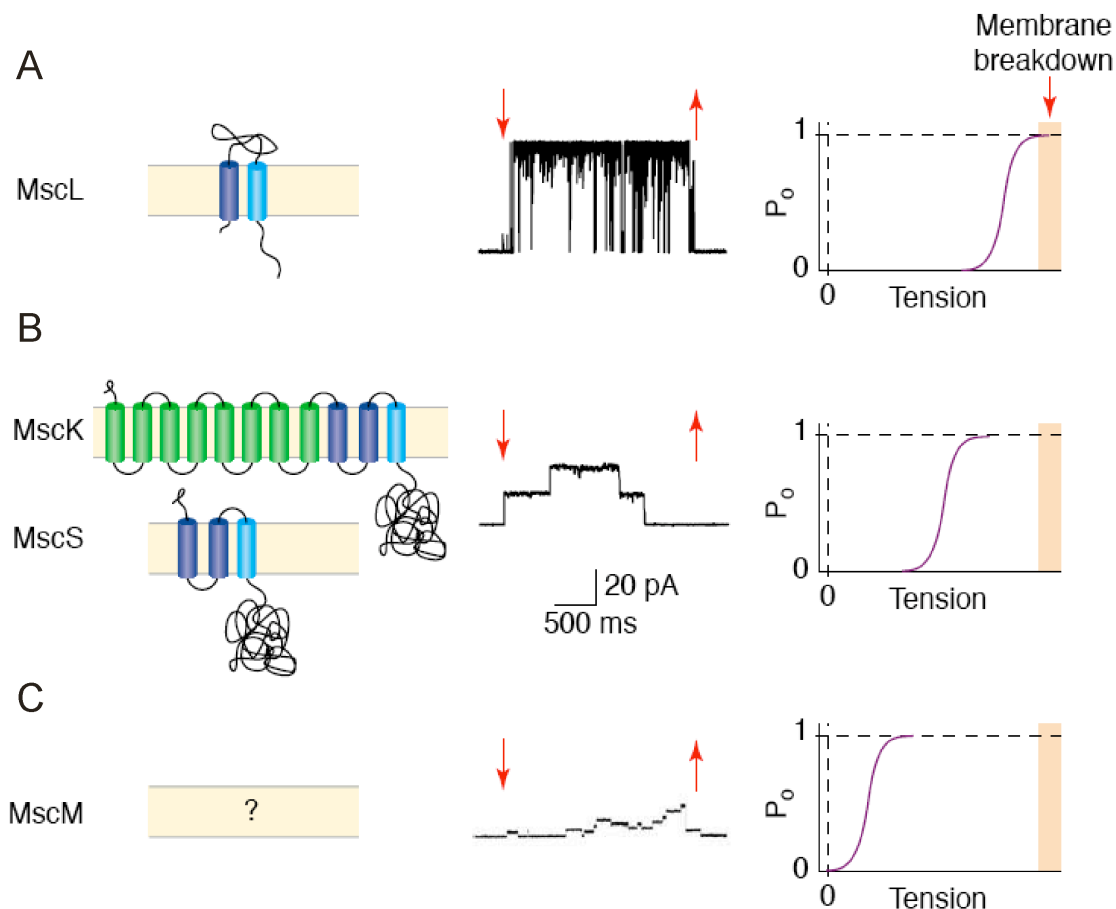 Membrane
breakdown
A
MscL
1
Po
0
0
Tension
B
MscK
MscS
20 pA
500 ms
1
Po
0
0
Tension
C
MscM
?
1
Po
0
0
Tension